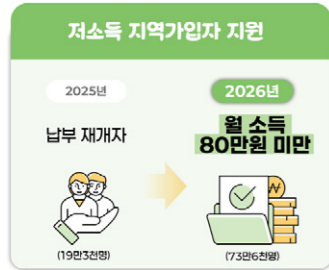 저소득 지역가입자 지원
2025년
납부 재개자
(19만3천명)
2026년
월 소득
80만원 미만
(73만6천명)